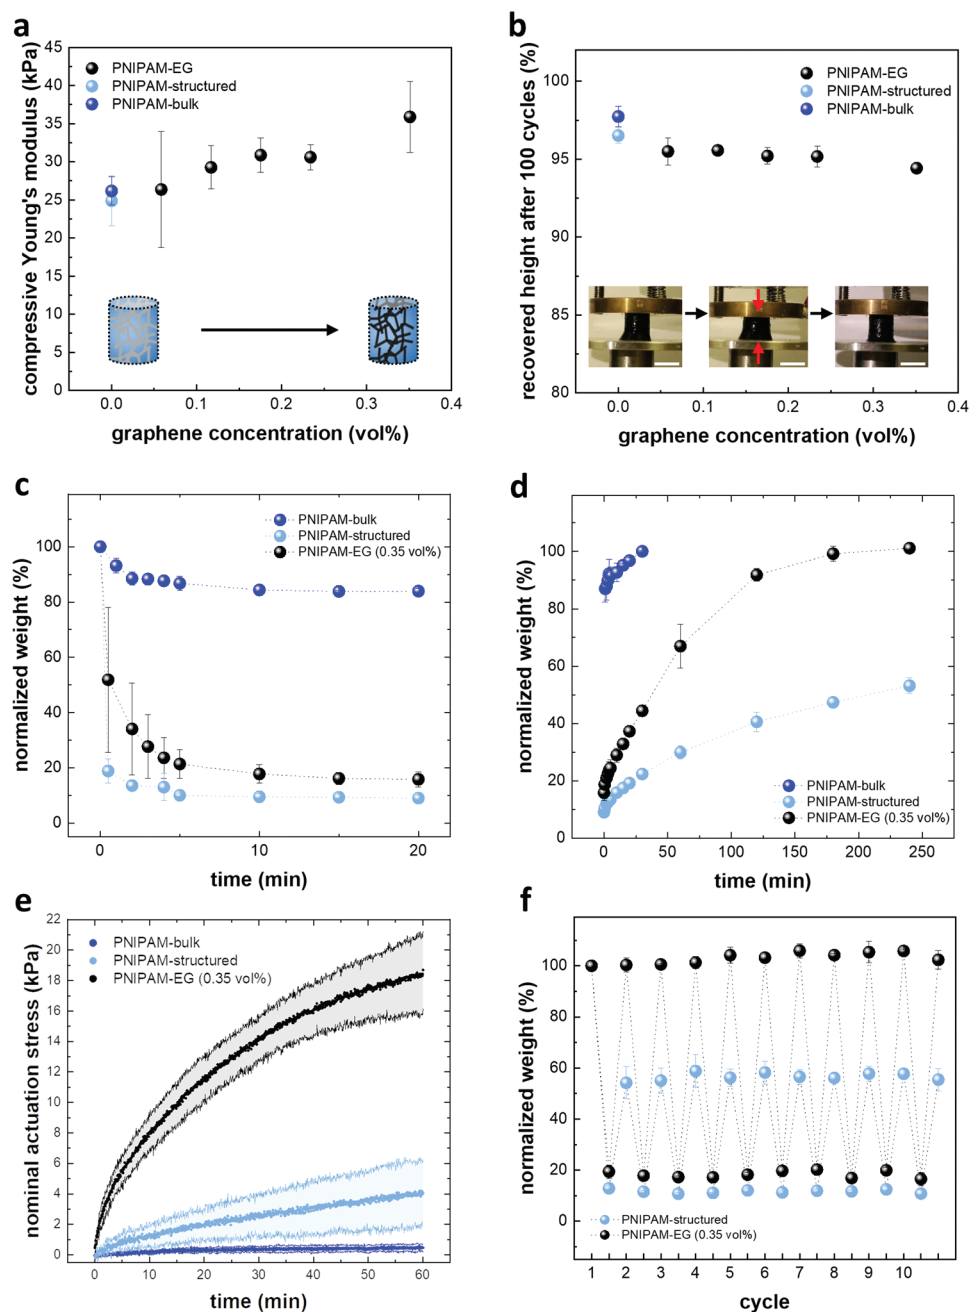 a
compressive Young's modulus (kPa)
45
40
35
30
25
20
15
10
5
0
PNIPAM-EG
PNIPAM-structured
PNIPAM-bulk
0.0 0.1 0.2 0.3 0.4
graphene concentration (vol%)
b
recovered height after 100 cycles (%)
100
95
90
85
80
PNIPAM-EG
PNIPAM-structured
PNIPAM-bulk
0.0 0.1 0.2 0.3 0.4
graphene concentration (vol%)
c
normalized weight (%)
100
80
60
40
20
0
PNIPAM-bulk
PNIPAM-structured
PNIPAM-EG (0.35 vol%)
0 10 20
time (min)
d
normalized weight (%)
100
80
60
40
20
0
PNIPAM-bulk
PNIPAM-structured
PNIPAM-EG (0.35 vol%)
0 50 100 150 200 250
time (min)
e
nominal actuation stress (kPa)
22
20
18
16
14
12
10
8
6
4
2
0
PNIPAM-bulk
PNIPAM-structured
PNIPAM-EG (0.35 vol%)
0 10 20 30 40 50 60
time (min)
f
normalized weight (%)
100
80
60
40
20
0
PNIPAM-structured
PNIPAM-EG (0.35 vol%)
1 2 3 4 5 6 7 8 9 10
cycle